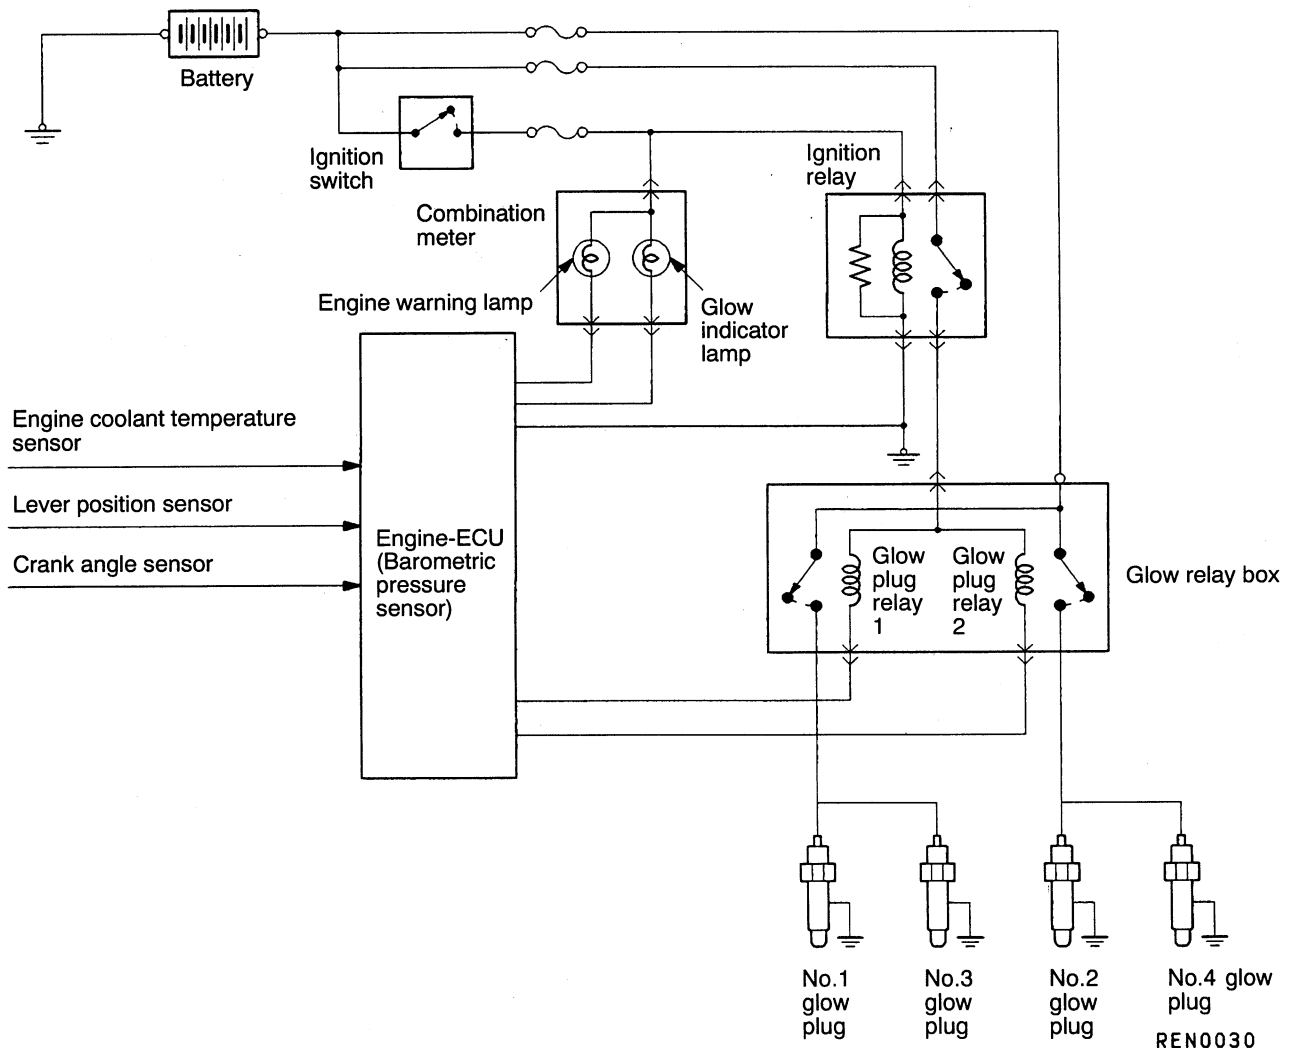 Battery
Ignition
switch
Ignition
relay
Combination
meter
Engine warning lamp
Glow
indicator
lamp
Engine coolant temperature
sensor
Lever position sensor
Crank angle sensor
Engine-ECU
(Barometric
pressure
sensor)
Glow
plug
relay
1
Glow
plug
relay
2
Glow relay box
No.1
glow
plug
No.3
glow
plug
No.2
glow
plug
No.4 glow
plug
REN0030